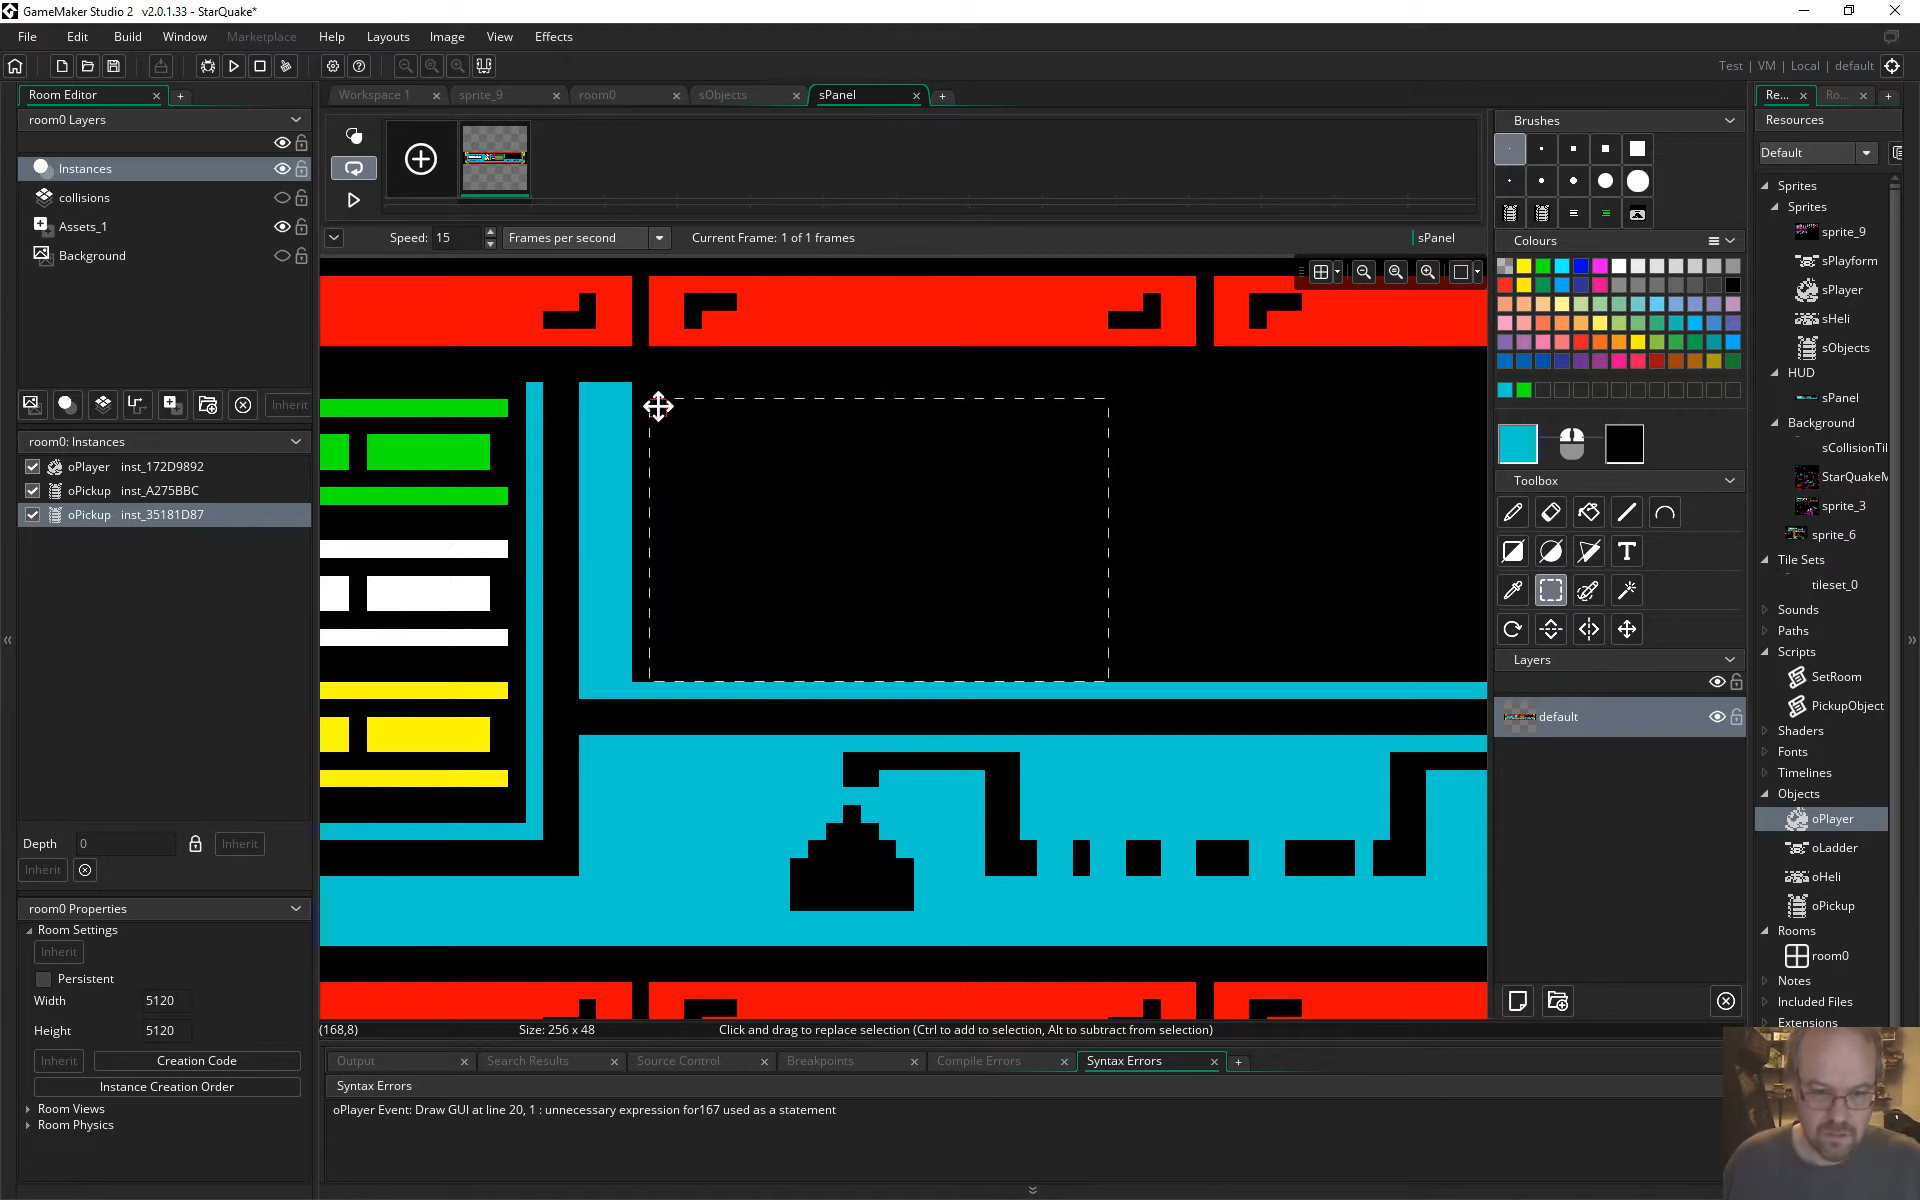 GameMaker Studio 2 v2.0.1.33 - StarQuake*
File Edit Build Window Marketplace Help Layouts Image View Effects
Test | VM | Local | default
Room Editor
room0 Layers
Instances
collisions
Assets_1
Background
Inherit
room0: Instances
oPlayer inst_172D9892
oPickup inst_A275BBC
oPickup inst_35181D87
Depth 0 Inherit
Inherit
room0 Properties
Room Settings
Inherit
Persistent
Width 5120
Height 5120
Inherit Creation Code
Instance Creation Order
Room Views
Room Physics
Workspace 1 sprite_9 room0 sObjects sPanel
Speed: 15 Frames per second Current Frame: 1 of 1 frames sPanel
(168,8) Size: 256 x 48 Click and drag to replace selection (Ctrl to add to selection, Alt to subtract from selection)
Output Search Results Source Control Breakpoints Compile Errors Syntax Errors
Syntax Errors
oPlayer Event: Draw GUI at line 20, 1 : unnecessary expression for167 used as a statement
Brushes
Colours
Toolbox
T
Layers
default
Re... Ro...
Resources
Default
Sprites
Sprites
sprite_9
sPlayform
sPlayer
sHeli
sObjects
HUD
sPanel
Background
sCollisionTil
StarQuakeM
sprite_3
sprite_6
Tile Sets
tileset_0
Sounds
Paths
Scripts
SetRoom
PickupObject
Shaders
Fonts
Timelines
Objects
oPlayer
oLadder
oHeli
oPickup
Rooms
room0
Notes
Included Files
Extensions